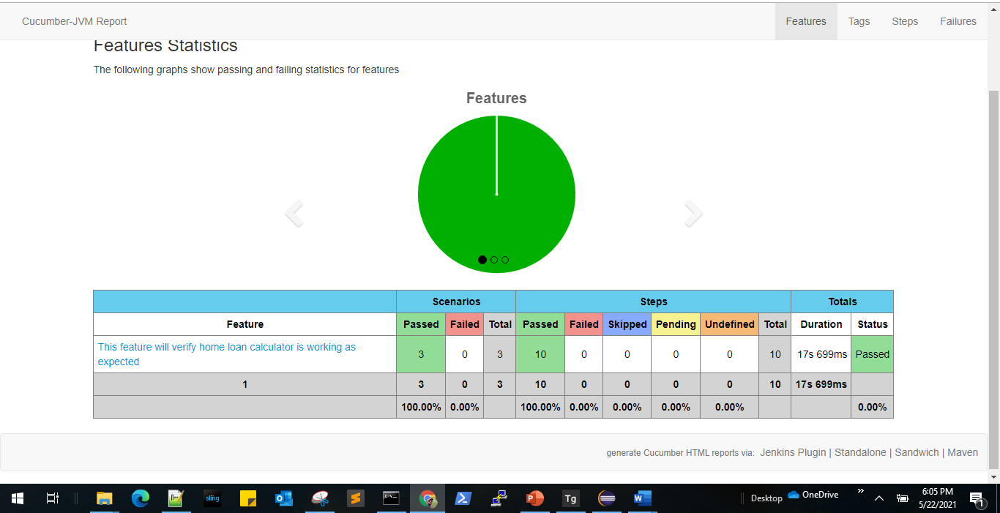 Cucumber-JVM Report Features Tags Steps Failures
Features Statistics
The following graphs show passing and failing statistics for features
Features
Scenarios Steps Totals
Feature Passed Failed Total Passed Failed Skipped Pending Undefined Total Duration Status
This feature will verify home loan calculator is working as
expected
3 0 3 10 0 0 0 0 10 17s 699ms Passed
1 3 0 3 10 0 0 0 0 10 17s 699ms
100.00% 0.00% 100.00% 0.00% 0.00% 0.00% 0.00% 0.00%
generate Cucumber HTML reports via: Jenkins Plugin | Standalone | Sandwich | Maven
sling
Tg
Desktop
OneDrive
6:05 PM
5/22/2021
1